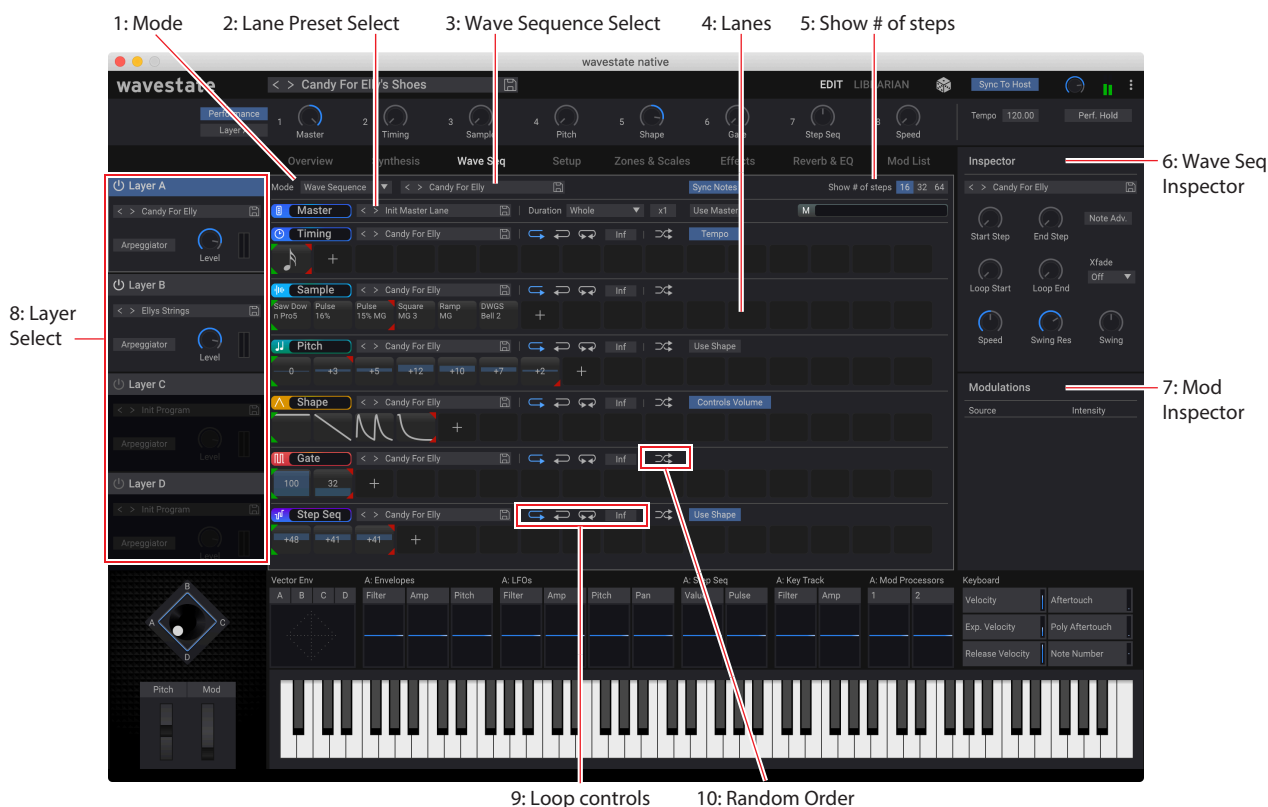 1: Mode
2: Lane Preset Select
3: Wave Sequence Select
4: Lanes
5: Show # of steps
wavestate native
wavestate
< > Candy For Elly's Shoes
EDIT LIBRARIAN
Sync To Host
Performance
Layer
1 Master
2 Timing
3 Sample
4 Pitch
5 Shape
6 Gate
7 Step Seq
8 Speed
Tempo 120.00
Perf. Hold
Overview Synthesis Wave Seq Setup Zones & Scales Effects Reverb & EQ Mod List
Inspector
6: Wave Seq
Inspector
Layer A
Mode Wave Sequence < > Candy For Elly Sync Notes Show # of steps 16 32 64
< > Candy For Elly
< > Candy For Elly
Master < > Init Master Lane Duration Whole x1 Use Master M
Start Step End Step Note Adv.
Arpeggiator Level
Timing < > Candy For Elly Inf Tempo
+
Loop Start Loop End
Xfade
Off
Layer B
Sample < > Candy For Elly Inf
< > Ellys Strings
Saw Dow
n Pro5
Pulse
16%
Pulse
15% MG
Square
MG 3
Ramp
MG
DWGS
Bell 2
+
Speed Swing Res Swing
8: Layer
Select
Arpeggiator Level
Pitch < > Candy For Elly Inf Use Shape
0 +3 +5 +12 +10 +7 +2 +
Layer C
Modulations
7: Mod
Inspector
Shape < > Candy For Elly Inf Controls Volume
Source Intensity
< > Init Program
+
Arpeggiator Level
Gate < > Candy For Elly Inf
100 32 +
Layer D
< > Init Program
Step Seq < > Candy For Elly Inf Use Shape
+48 +41 +41 +
Arpeggiator Level
Vector Env A: Envelopes A: LFOs A: Step Seq A: Key Track A: Mod Processors Keyboard
A B C D Filter Amp Pitch Filter Amp Pitch Pan Value Pulse Filter Amp 1 2
Velocity Aftertouch
Exp. Velocity Poly Aftertouch
Release Velocity Note Number
B
A C
D
Pitch Mod
9: Loop controls
10: Random Order